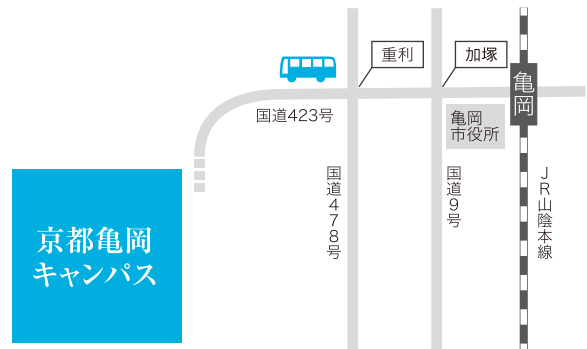 重利
加塚
亀岡
国道423号
亀岡
市役所
国道478号
国道9号
JR山陰本線
京都亀岡
キャンパス